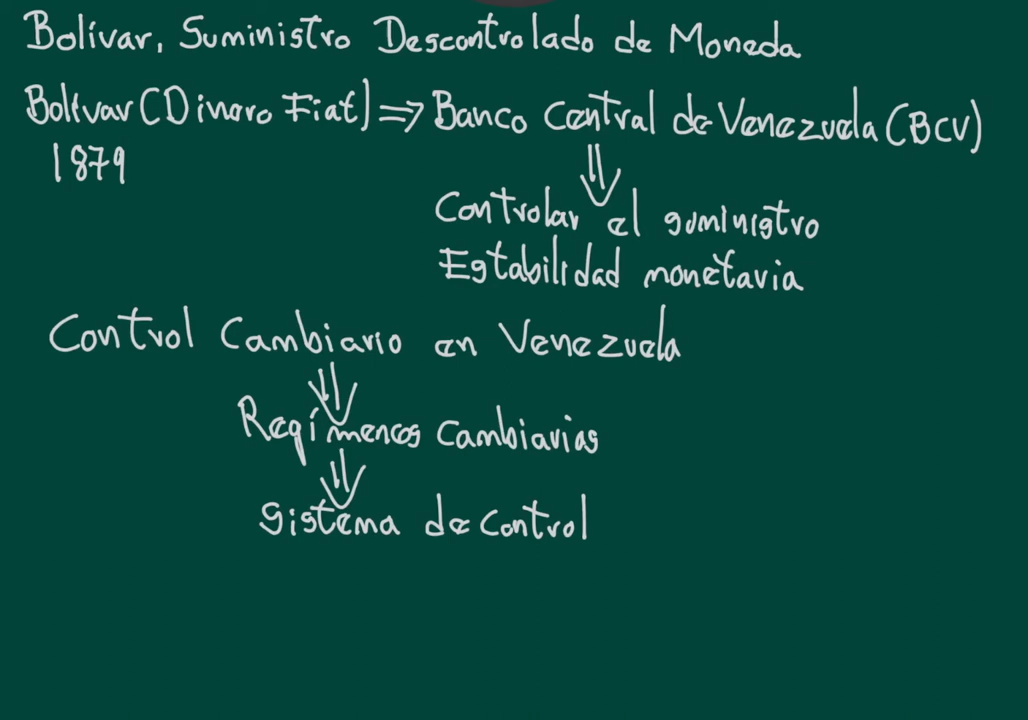 Bolívar, Suministro Descontrolado de Moneda
Bolívar (Dinero Fiat) => Banco Central de Venezuela (BCV)
1879
Controlar el suministro
Estabilidad monetaria
Control Cambiario en Venezuela
Regímenes Cambiarias
Sistema de Control